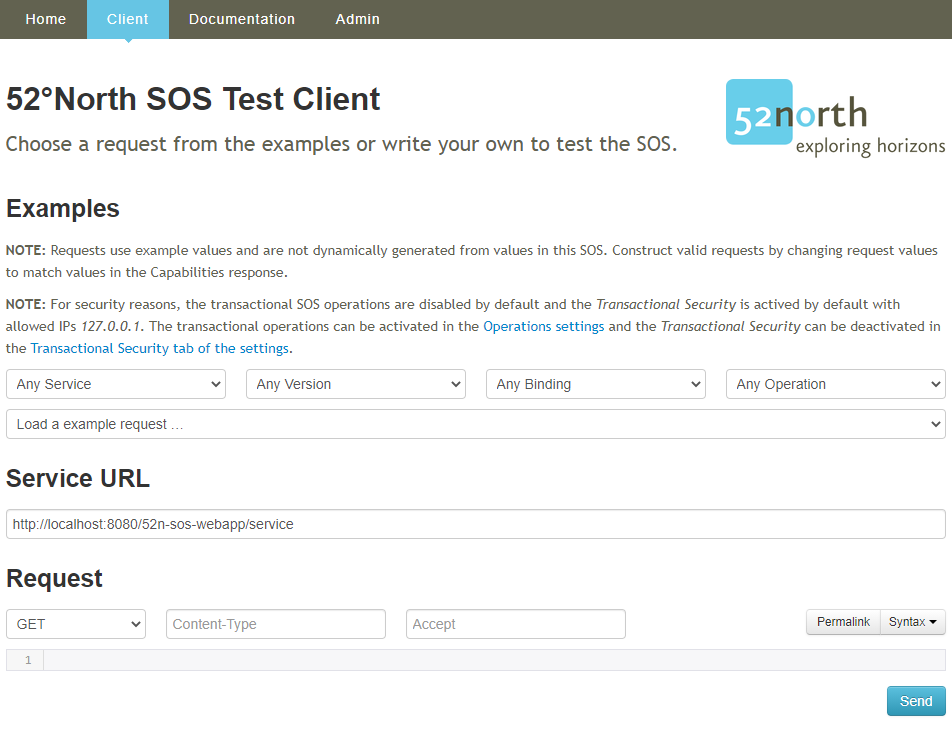 Home Client Documentation Admin
52°North SOS Test Client
Choose a request from the examples or write your own to test the SOS.
52north
exploring horizons
Examples
NOTE: Requests use example values and are not dynamically generated from values in this SOS. Construct valid requests by changing request values
to match values in the Capabilities response.
NOTE: For security reasons, the transactional SOS operations are disabled by default and the Transactional Security is actived by default with
allowed IPs 127.0.0.1. The transactional operations can be activated in the Operations settings and the Transactional Security can be deactivated in
the Transactional Security tab of the settings.
Any Service Any Version Any Binding Any Operation
Load a example request …
Service URL
http://localhost:8080/52n-sos-webapp/service
Request
GET Content-Type Accept Permalink Syntax
1
Send